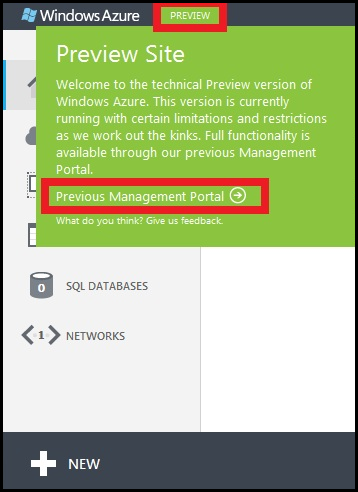 Windows Azure PREVIEW
Preview Site
Welcome to the technical Preview version of
Windows Azure. This version is currently
running with certain limitations and restrictions
as we work out the kinks. Full functionality is
available through our previous Management
Portal.
Previous Management Portal
What do you think? Give us feedback.
0 SQL DATABASES
1 NETWORKS
NEW